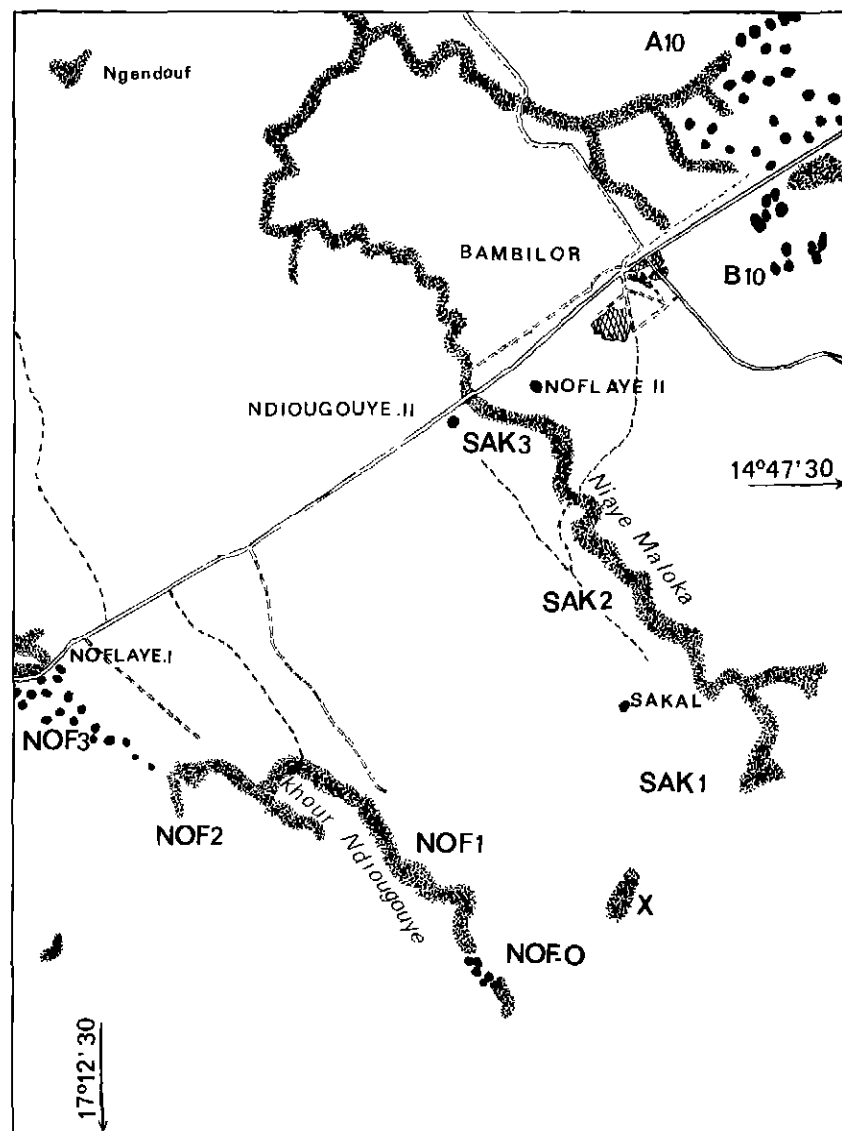 A10
Ngendouf
BAMBILOR
B10
NOFLAYE II
NDIOUGOUYE.II
SAK3
14°47'30
Niaye Maloka
SAK2
NOFLAYE.I
SAKAL
NOF3
SAK1
khour Ndiougouye
NOF2
NOF1
X
NOF-O
17°12'30